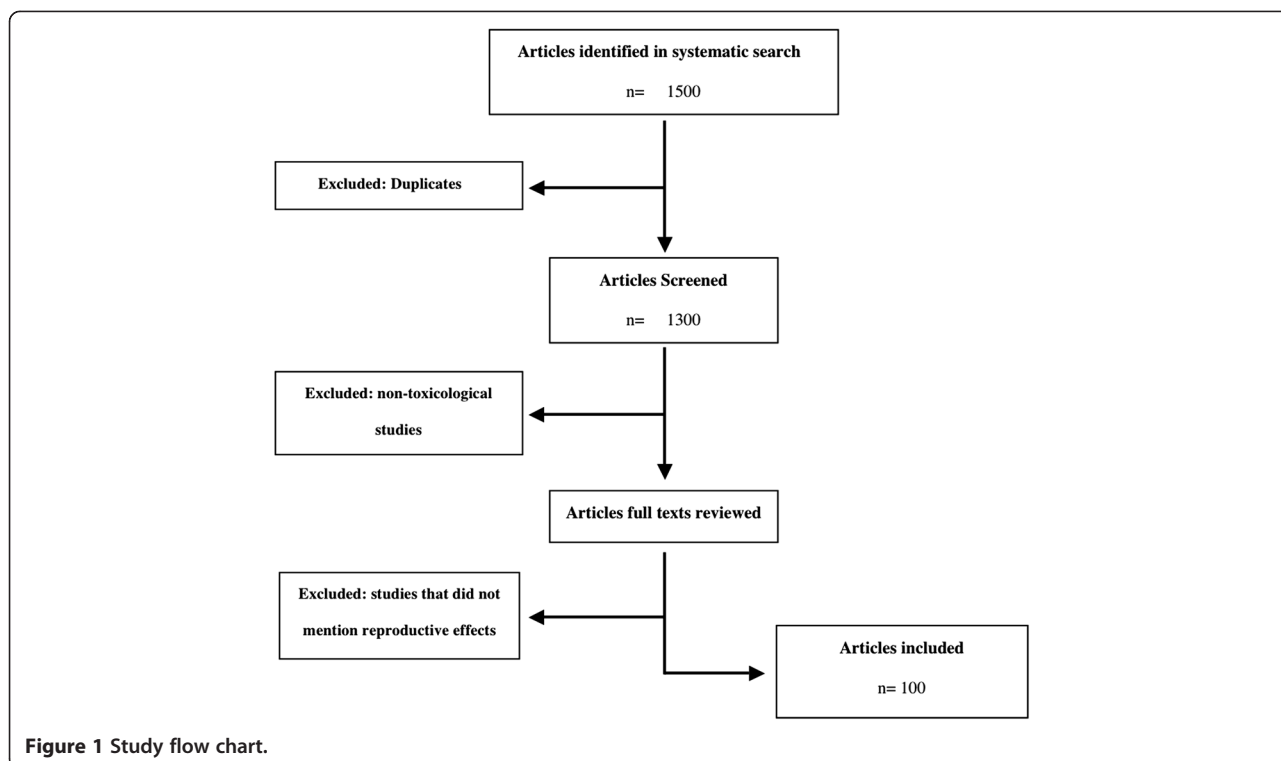 Articles identified in systematic search
n= 1500
Excluded: Duplicates
Articles Screened
n= 1300
Excluded: non-toxicological
studies
Articles full texts reviewed
Excluded: studies that did not
mention reproductive effects
Articles included
n= 100
Figure 1 Study flow chart.